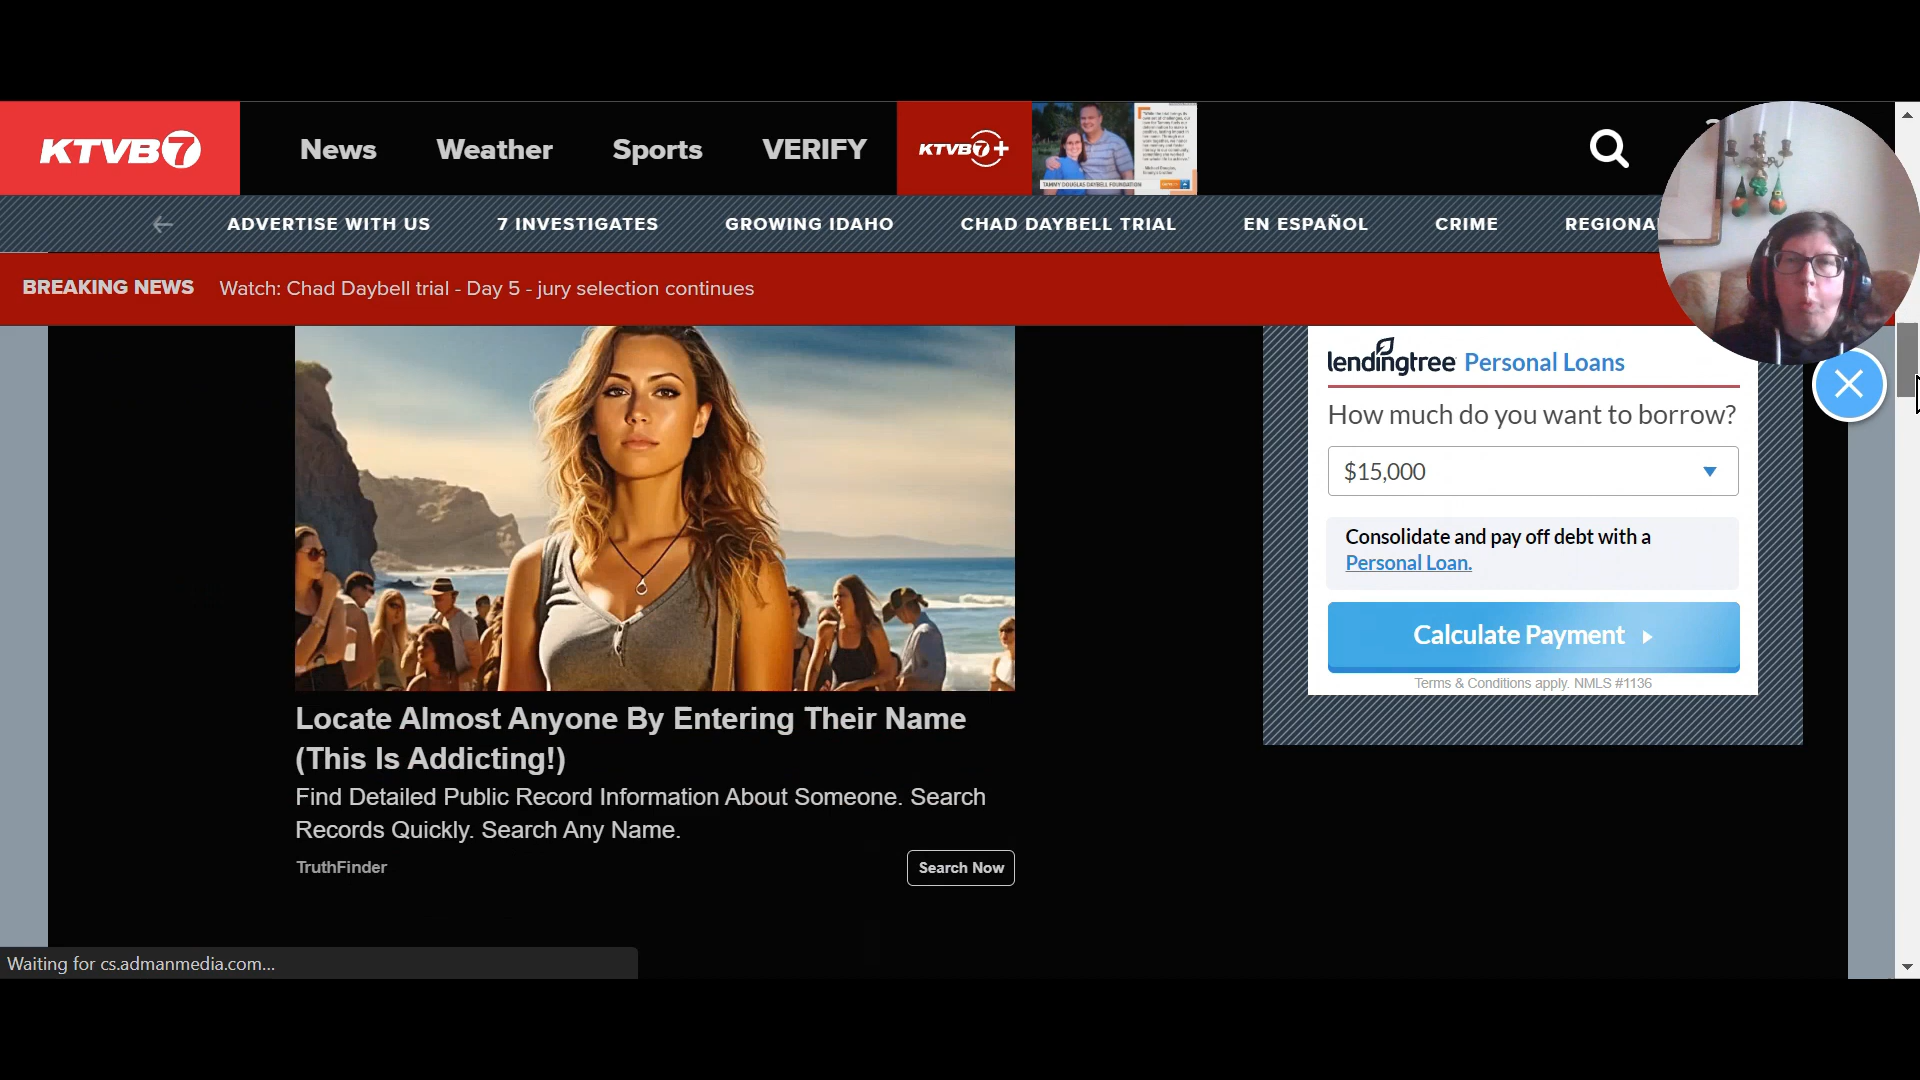 KTVB7
News
Weather
Sports
VERIFY
KTVB7+
TAMMY DOUGLAS DAYBELL FOUNDATION
ADVERTISE WITH US
7 INVESTIGATES
GROWING IDAHO
CHAD DAYBELL TRIAL
EN ESPAÑOL
CRIME
REGIONA
BREAKING NEWS
Watch: Chad Daybell trial - Day 5 - jury selection continues
lendingtree Personal Loans
How much do you want to borrow?
$15,000
Consolidate and pay off debt with a
Personal Loan.
Calculate Payment
Terms & Conditions apply. NMLS #1136
Locate Almost Anyone By Entering Their Name
(This Is Addicting!)
Find Detailed Public Record Information About Someone. Search
Records Quickly. Search Any Name.
TruthFinder
Search Now
Waiting for cs.admanmedia.com...